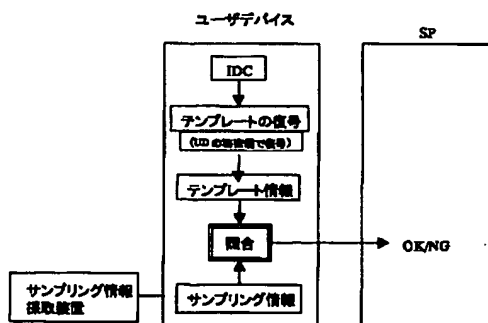 ユーザデバイス
SP
IDC
テンプレートの復号
(UDの秘密鍵で復号)
テンプレート情報
照合
OK/NG
サンプリング情報
採取装置
サンプリング情報